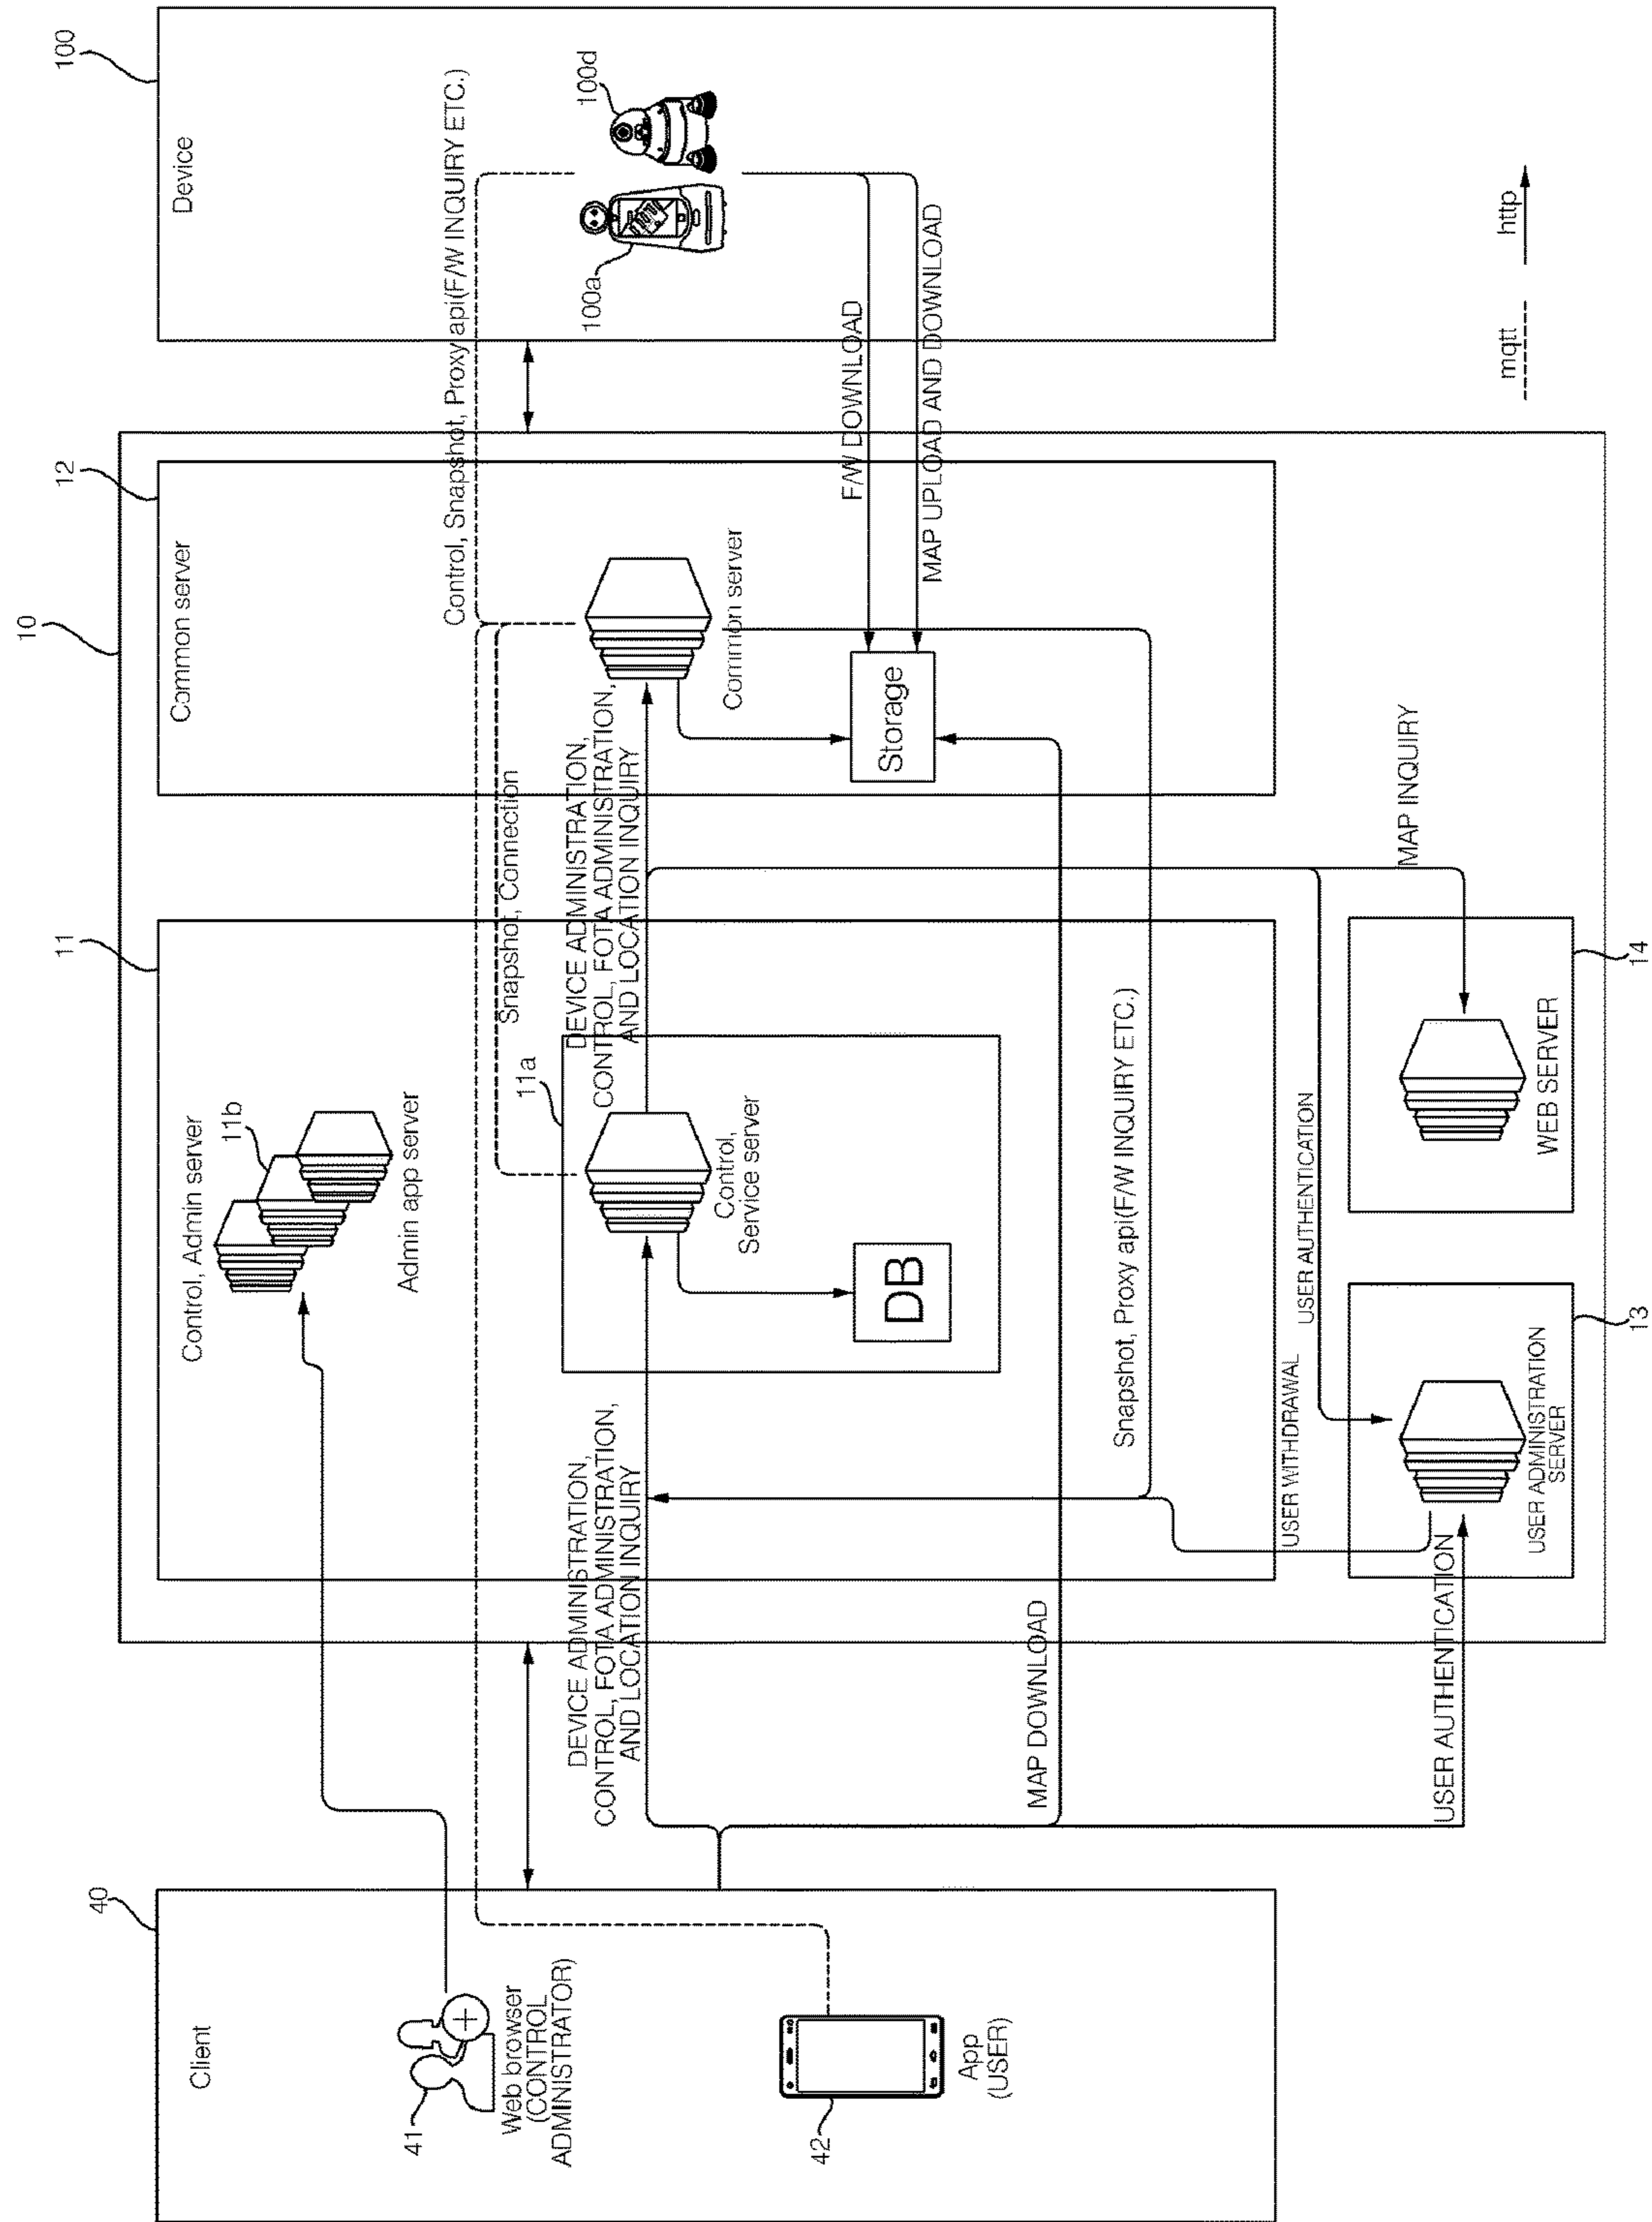 40
Client
41
Web browser
(CONTROL
ADMINISTRATOR)
42
App
(USER)
10
11
Control, Admin server
11b
Admin app server
DEVICE ADMINISTRATION,
CONTROL, FOTA ADMINISTRATION,
AND LOCATION INQUIRY
11a
Control,
Service server
DB
Snapshot, Connection
DEVICE ADMINISTRATION,
CONTROL, FOTA ADMINISTRATION,
AND LOCATION INQUIRY
MAP DOWNLOAD
Snapshot, Proxy api(F/W INQUIRY ETC.)
USER AUTHENTICATION
USER WITHDRAWAL
USER AUTHENTICATION
USER ADMINISTRATION
SERVER
13
WEB SERVER
14
MAP INQUIRY
12
Common server
Common server
Storage
Control, Snapshot, Proxy api(F/W INQUIRY ETC.)
F/W DOWNLOAD
MAP UPLOAD AND DOWNLOAD
100
Device
100a
100d
mqtt
http